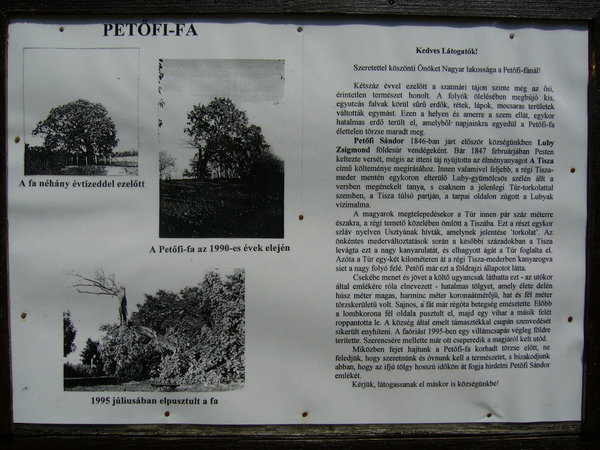 PETŐFI-FA
A fa néhány évtizeddel ezelőtt
A Petőfi-fa az 1990-es évek elején
1995 júliusában elpusztult a fa
Kedves Látogatók!
Szeretettel köszönti Önöket Nagyar lakossága a Petőfi-fánál!
Kétszáz évvel ezelőtt a szatmári tájon szinte még az ősi,
érintetlen természet honolt. A folyók ölelésében megbújó kis,
egyutcás falvak körül sűrű erdők, rétek, lápok, mocsaras területek
váltották egymást. Ezen a helyen és amerre a szem ellát, egykor
hatalmas erdő terült el, amelyből napjainkra egyedül a Petőfi-fa
élettelen törzse maradt meg.
Petőfi Sándor 1846-ban járt először községünkben Luby
Zsigmond földesúr vendégeként. Bár 1847 februárjában Pesten
keltezte versét, mégis az itteni táj nyújtotta az élményanyagot A Tisza
című költeménye megírásához. Innen valamivel feljebb, a régi Tisza-
meder mentén egykoron elterülő Luby-gyümölcsös szélén állt a
versben megénekelt tanya, s csaknem a jelenlegi Túr-torkolattal
szemben, a Tisza túlsó partján, a tarpai oldalon zúgott a Lubyak
vízimalma.
A magyarok megtelepedésekor a Túr innen pár száz méterre
északra, a régi temető közelében ömlött a Tiszába. Ezt a részt egykor
szláv nyelven Usztyának hívták, amelynek jelentése 'torkolat'. Az
önkéntes mederváltoztatások során a későbbi századokban a Tisza
levágta ezt a nagy kanyarulatát, és elhagyott ágát a Túr foglalta el.
Azóta a Túr egy-két kilométeren át a régi Tisza-mederben kanyarogva
siet a nagy folyó felé. Petőfi már ezt a földrajzi állapotot látta.
Csekébe menet és jövet a költő ugyancsak láthatta ezt - az utókor
által emlékére róla elnevezett - hatalmas tölgyet, amely élete delén
húsz méter magas, harminc méter koronaátmérőjű, hat és fél méter
törzskerületű volt. Sajnos, a fát már régóta betegség emésztette. Előbb
a lombkorona fél oldala pusztult el, majd egy vihar a másik felét
roppantotta le. A község által emelt támasztékkal csupán szenvedését
sikerült enyhíteni. A faóriást 1995-ben egy villámcsapás végleg földre
terítette. Szerencsére mellette már ott cseperedik a magjáról kelt utód.
Miközben fejet hajtunk a Petőfi-fa korhadt törzse előtt, ne
feledjük, hogy szeretnünk és óvnunk kell a természetet, s bizakodjunk
abban, hogy az ifjú tölgy hosszú időkön át fogja hirdetni Petőfi Sándor
emlékét.
Kérjük, látogassanak el máskor is községünkbe!